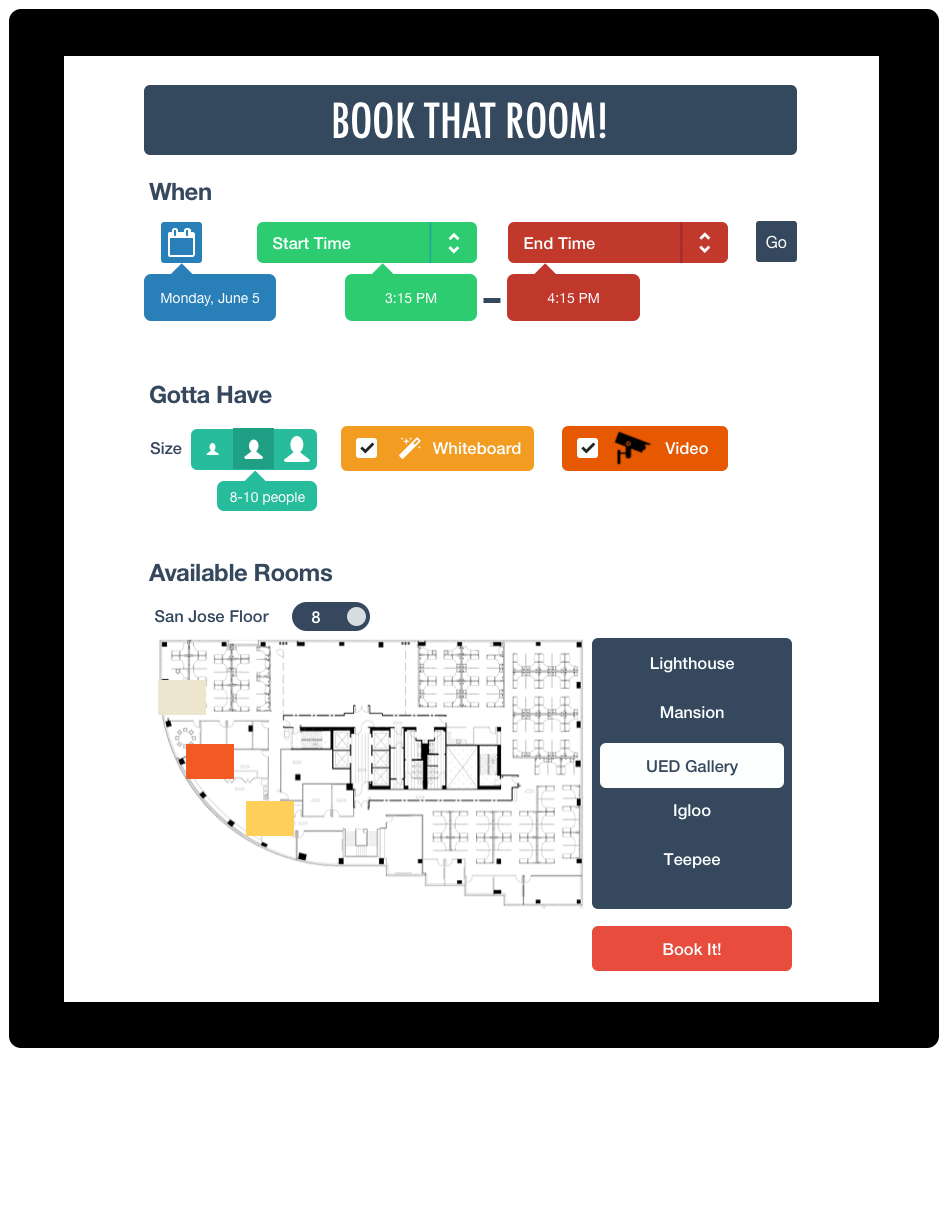 BOOK THAT ROOM!
When
Start Time
End Time
Go
Monday, June 5
3:15 PM
4:15 PM
Gotta Have
Size
Whiteboard
Video
8-10 people
Available Rooms
San Jose Floor
8
Lighthouse
Mansion
UED Gallery
Igloo
Teepee
Book It!